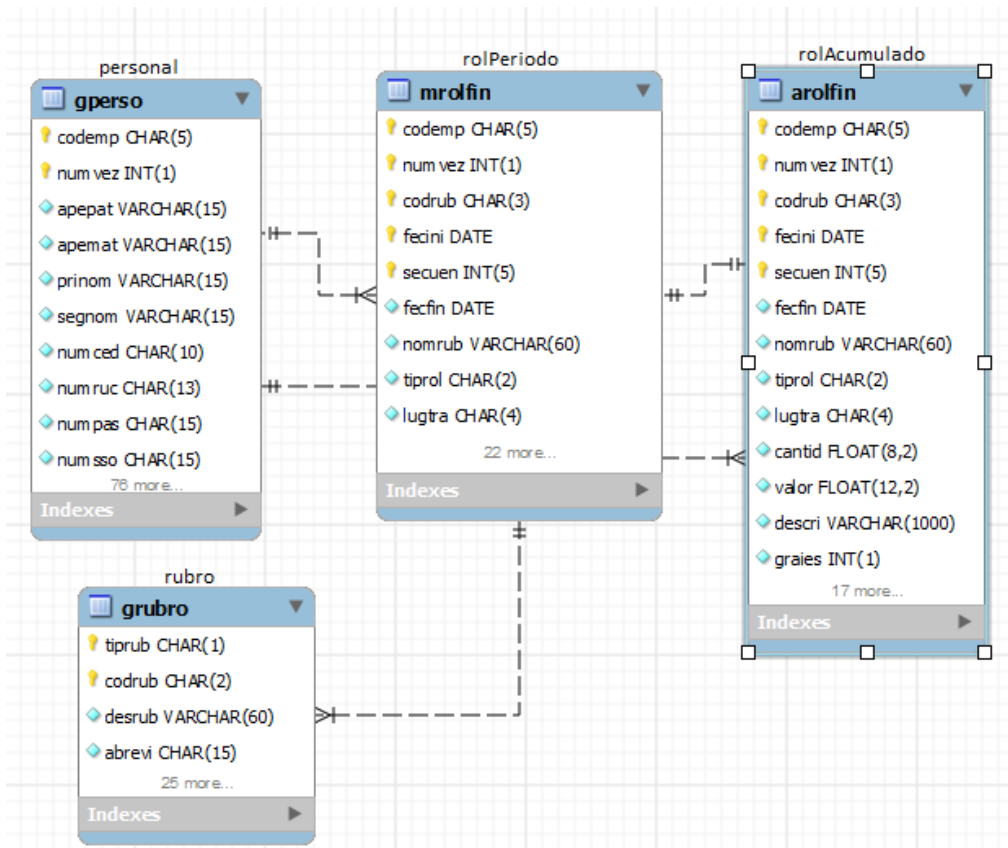 personal
gperso
codemp CHAR(5)
numvez INT(1)
apepat VARCHAR(15)
apemat VARCHAR(15)
prinom VARCHAR(15)
segnom VARCHAR(15)
numced CHAR(10)
numruc CHAR(13)
numpas CHAR(15)
numsso CHAR(15)
76 more...
Indexes
rolPeriodo
mrolfin
codemp CHAR(5)
numvez INT(1)
codrub CHAR(3)
fecini DATE
secuen INT(5)
fecfin DATE
nomrub VARCHAR(60)
tiprol CHAR(2)
lugtra CHAR(4)
22 more...
Indexes
rolAcumulado
arolfin
codemp CHAR(5)
numvez INT(1)
codrub CHAR(3)
fecini DATE
secuen INT(5)
fecfin DATE
nomrub VARCHAR(60)
tiprol CHAR(2)
lugtra CHAR(4)
cantid FLOAT(8,2)
valor FLOAT(12,2)
descri VARCHAR(1000)
graies INT(1)
17 more...
Indexes
rubro
grubro
tiprub CHAR(1)
codrub CHAR(2)
desrub VARCHAR(60)
abrevi CHAR(15)
25 more...
Indexes